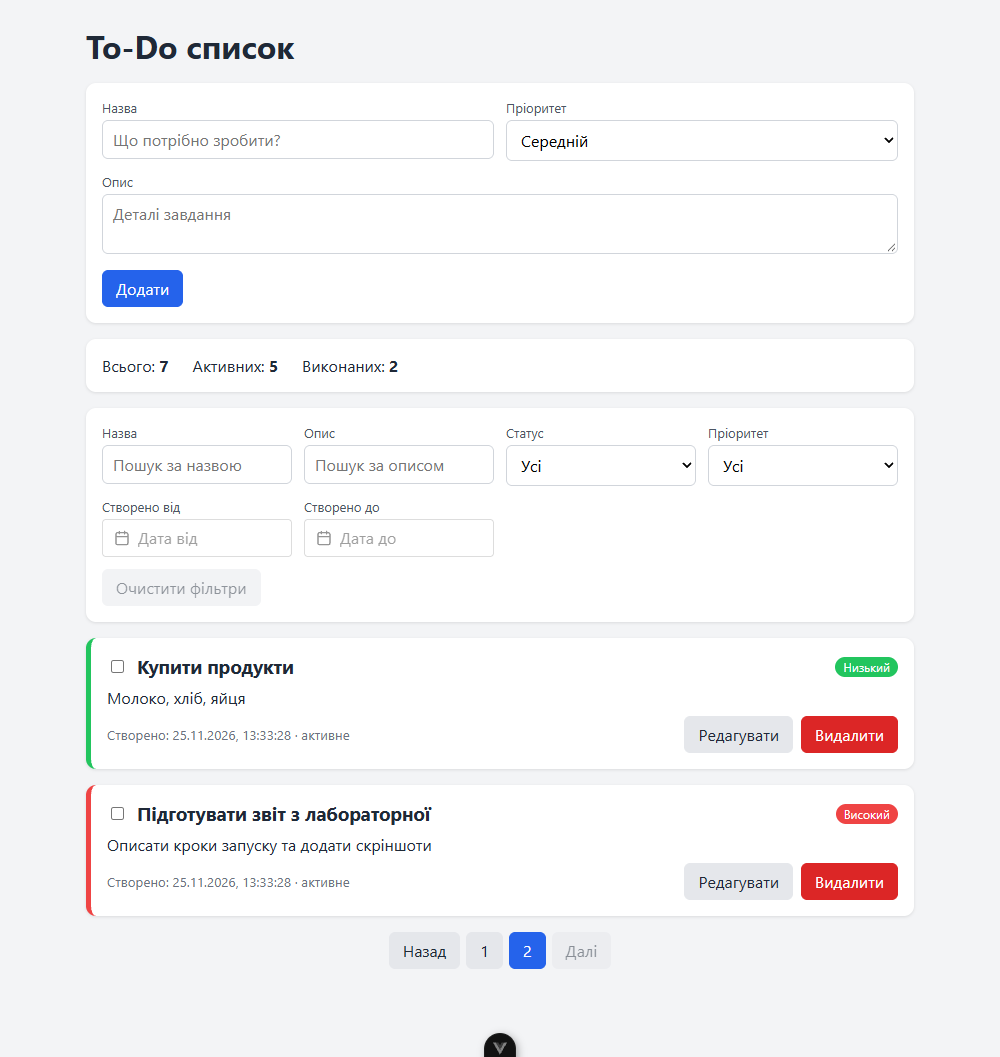 To-Do список
Назва
Пріоритет
Що потрібно зробити?
Середній
Опис
Деталі завдання
Додати
Всього: 7 Активних: 5 Виконаних: 2
Назва
Опис
Статус
Пріоритет
Пошук за назвою
Пошук за описом
Усі
Усі
Створено від
Створено до
Дата від
Дата до
Очистити фільтри
Купити продукти
Низький
Молоко, хліб, яйця
Створено: 25.11.2026, 13:33:28 · активне
Редагувати
Видалити
Підготувати звіт з лабораторної
Високий
Описати кроки запуску та додати скріншоти
Створено: 25.11.2026, 13:33:28 · активне
Редагувати
Видалити
Назад 1 2 Далі